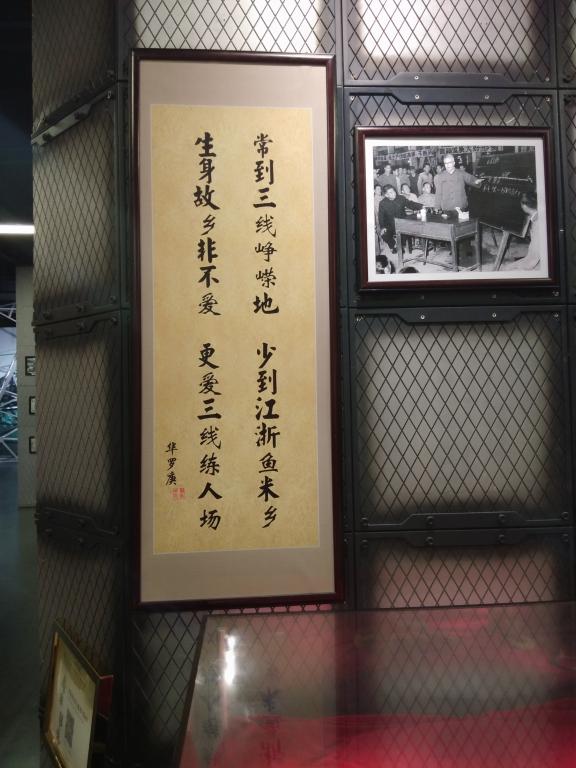 常到三线峥嵘地 少到江浙鱼米乡
生身故乡非不爱 更爱三线练人场
华罗庚